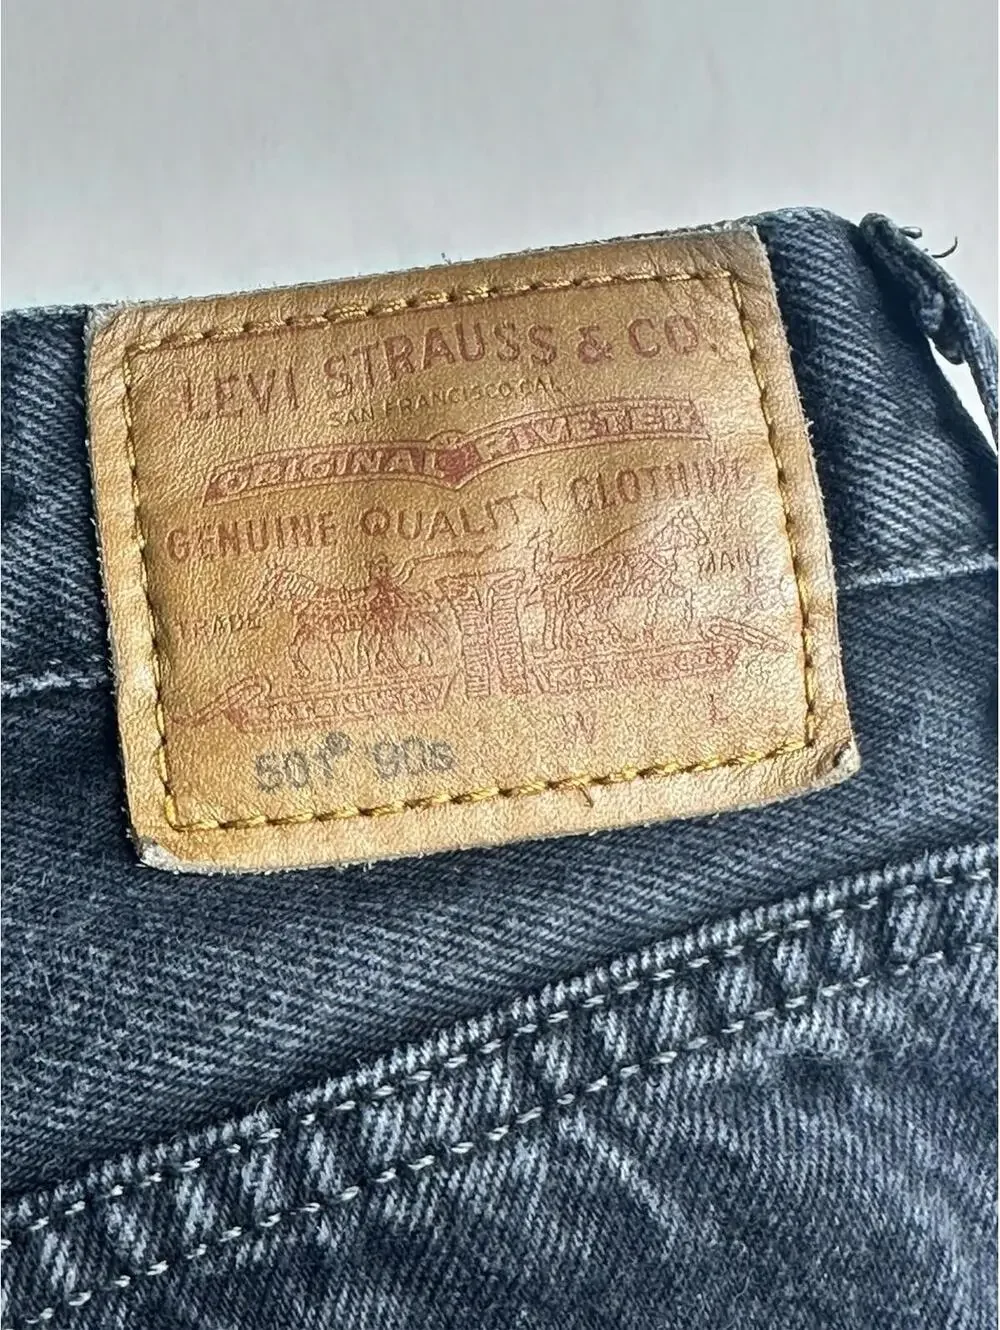 LEVI STRAUSS & CO.
SAN FRANCISCO CAL.
ORIGINAL RIVETED
GENUINE QUALITY CLOTHING
TRADE MARK
501® 90s W L